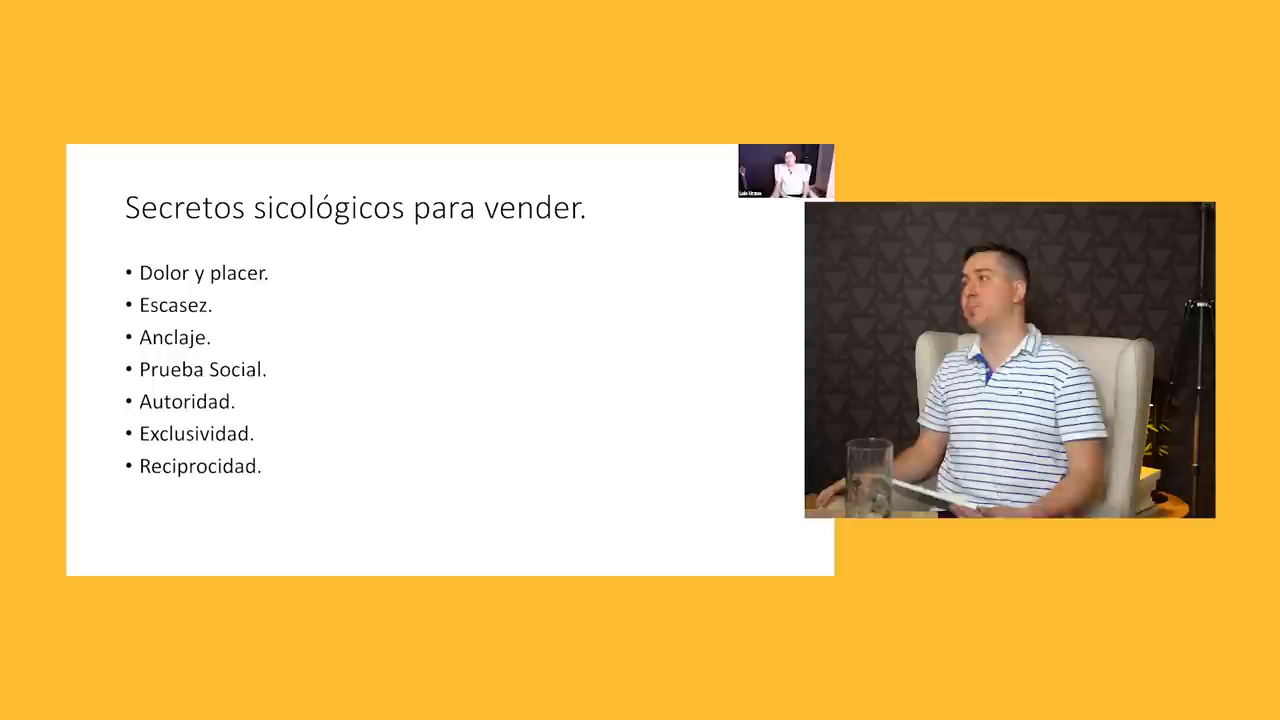 Secretos sicológicos para vender.
• Dolor y placer.
• Escasez.
• Anclaje.
• Prueba Social.
• Autoridad.
• Exclusividad.
• Reciprocidad.